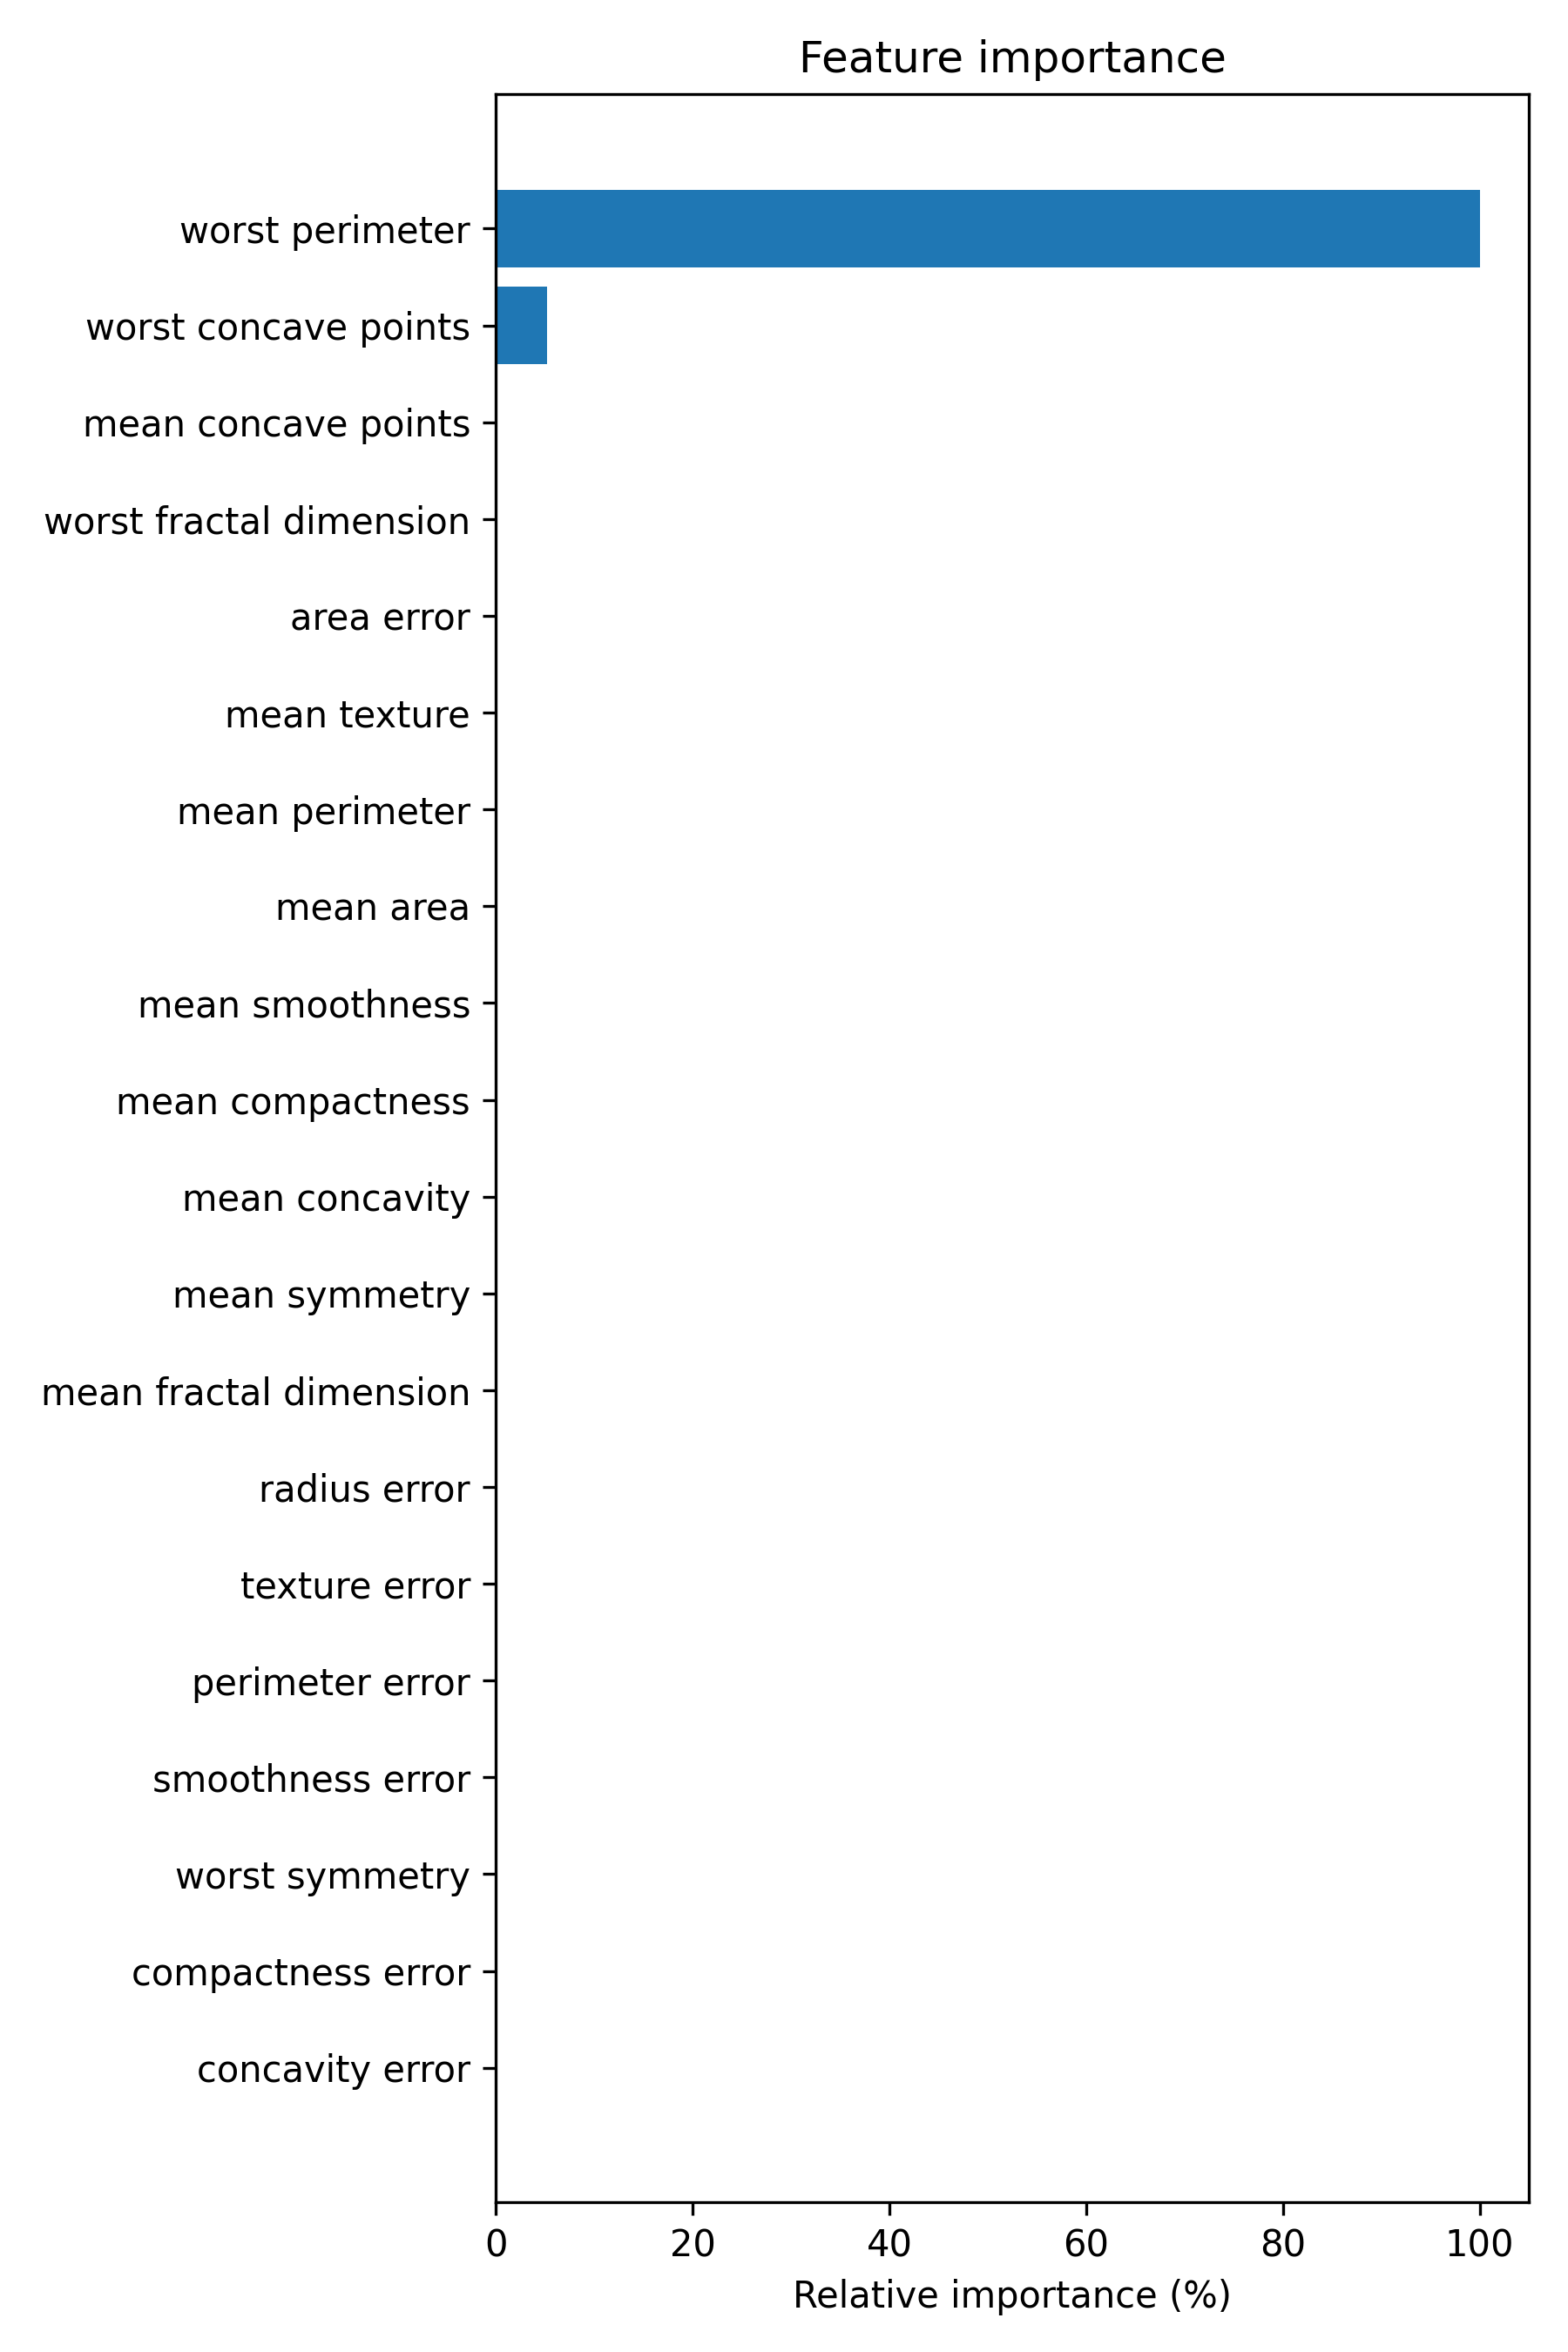 Feature importance
worst perimeter
worst concave points
mean concave points
worst fractal dimension
area error
mean texture
mean perimeter
mean area
mean smoothness
mean compactness
mean concavity
mean symmetry
mean fractal dimension
radius error
texture error
perimeter error
smoothness error
worst symmetry
compactness error
concavity error
0 20 40 60 80 100
Relative importance (%)